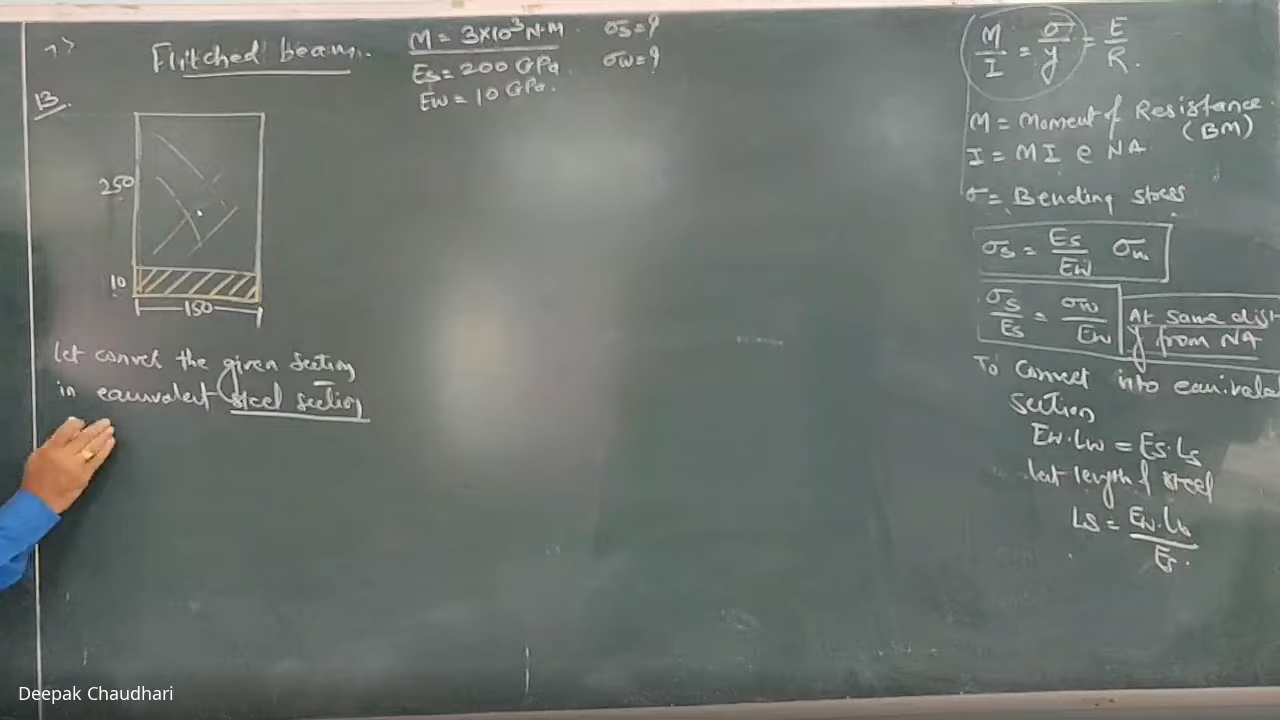 7>
Flitched beam.
M = 3×10³ N·M
σs = ?
Es = 200 GPa
σw = ?
Ew = 10 GPa.
13.
250
10
150
Let convet the given section
in equivalent steel section
M/I = σ/y = E/R.
M = Moment of Resistance.
(BM)
I = MI @ NA
σ = Bending stress
σs = Es/Ew σw
σs/Es = σw/Ew
At same dist
y from NA
To convect into equivale
section
Ew·Lw = Es·Ls
let length of steel
Ls = Ew·Lw/Es.
Deepak Chaudhari